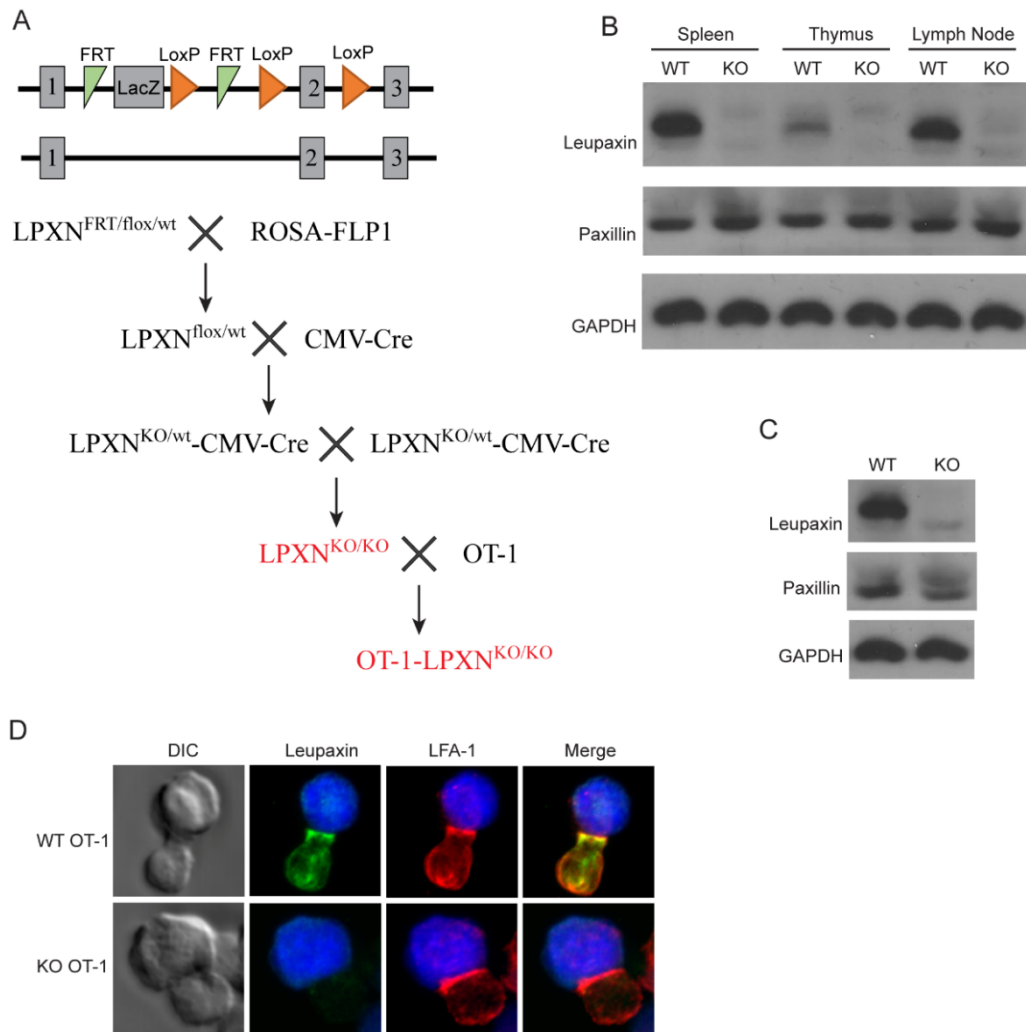 A
FRT LoxP FRT LoxP LoxP
1 LacZ 2 3
1 2 3
LPXN^FRT/flox/wt ROSA-FLP1
LPXN^flox/wt CMV-Cre
LPXN^KO/wt-CMV-Cre LPXN^KO/wt-CMV-Cre
LPXN^KO/KO OT-1
OT-1-LPXN^KO/KO
B
Spleen Thymus Lymph Node
WT KO WT KO WT KO
Leupaxin
Paxillin
GAPDH
C
WT KO
Leupaxin
Paxillin
GAPDH
D
DIC Leupaxin LFA-1 Merge
WT OT-1
KO OT-1